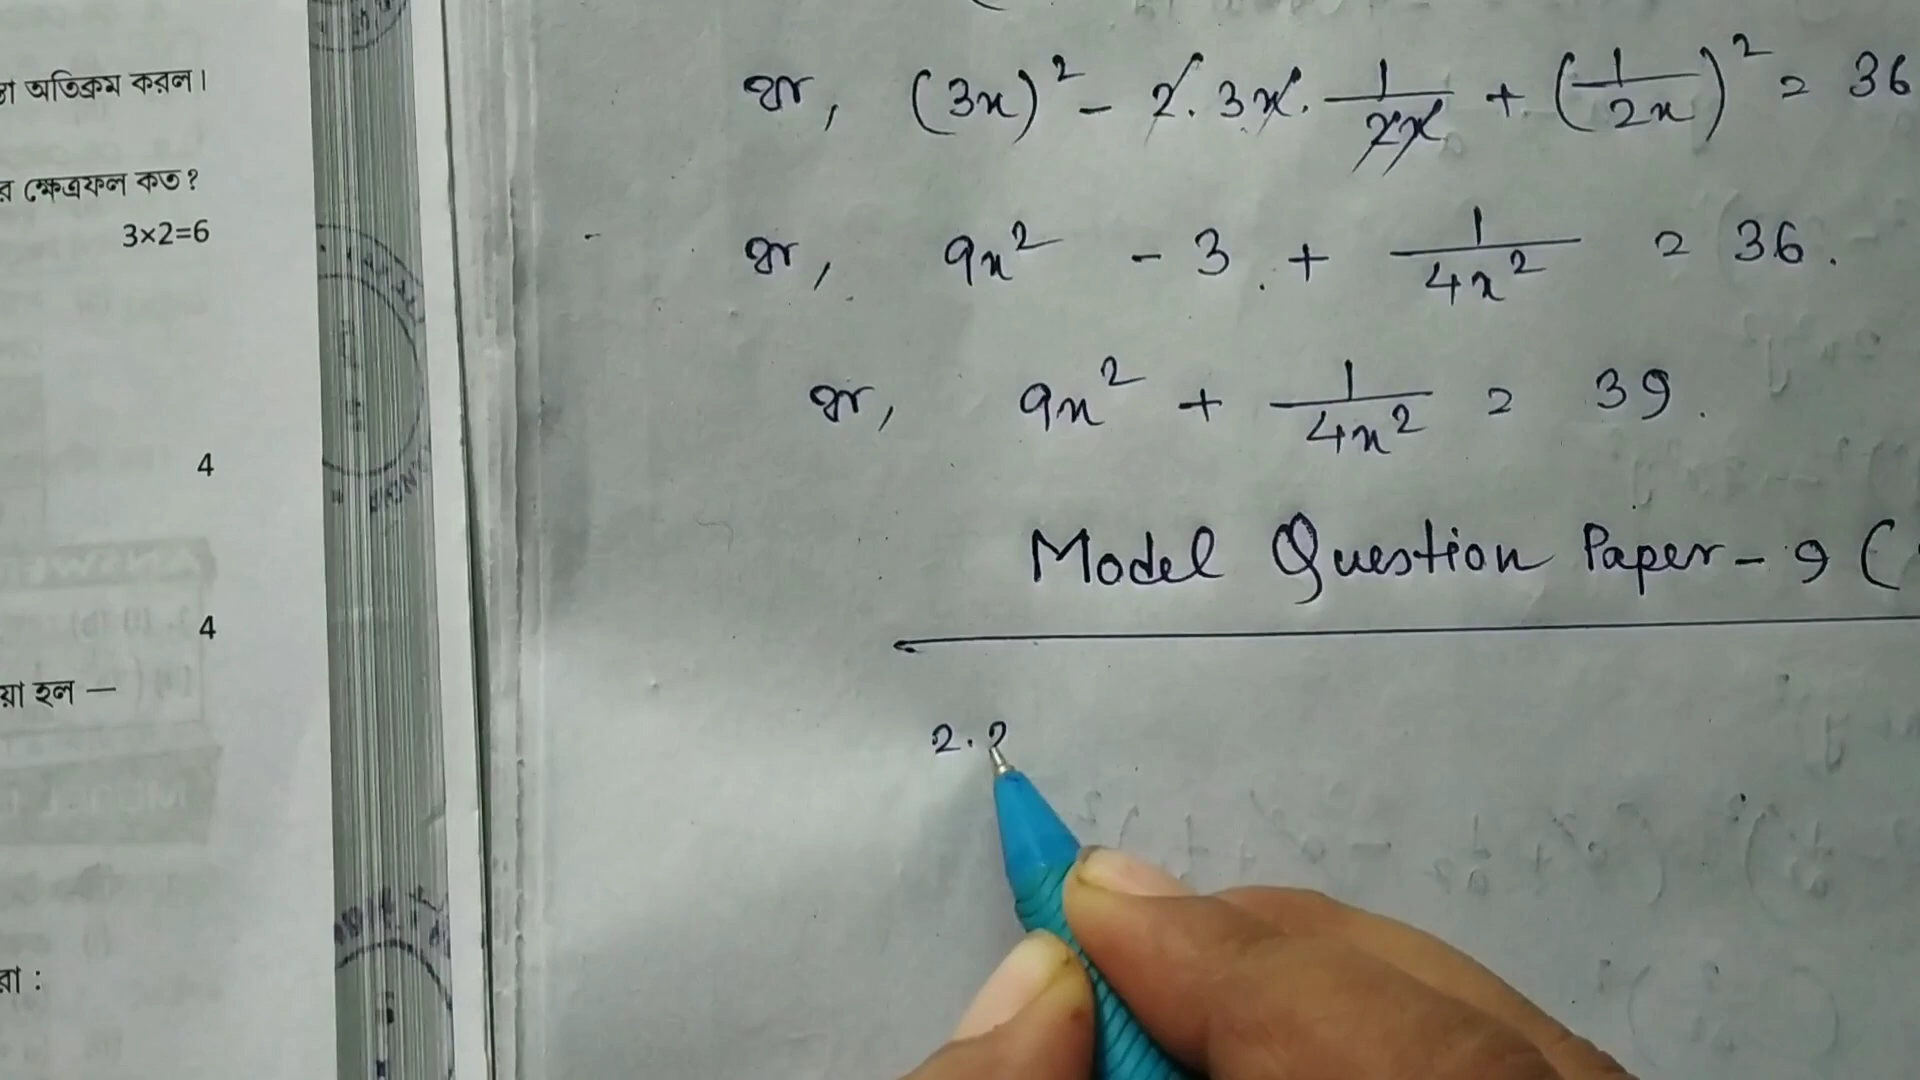 অতিক্রম করল।
ক্ষেত্রফল কত?
3×2=6
4
4
হল —
বা, (3x)² - 2. 3x. 1/2x + (1/2x)² = 36
বা, 9x² - 3 + 1/4x² = 36.
বা, 9x² + 1/4x² = 39.
Model Question Paper - 9 (
2. 2